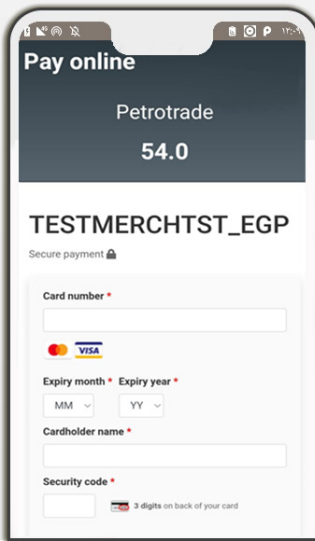 Pay online
Petrotrade
54.0
TESTMERCHTST_EGP
Secure payment
Card number *
VISA
Expiry month * Expiry year *
MM YY
Cardholder name *
Security code *
3 digits on back of your card